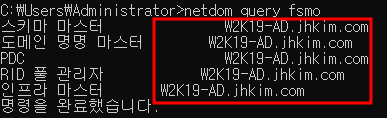 C:\Users\Administrator>netdom query fsmo
스키마 마스터 W2K19-AD.jhkim.com
도메인 명명 마스터 W2K19-AD.jhkim.com
PDC W2K19-AD.jhkim.com
RID 풀 관리자 W2K19-AD.jhkim.com
인프라 마스터 W2K19-AD.jhkim.com
명령을 완료했습니다.